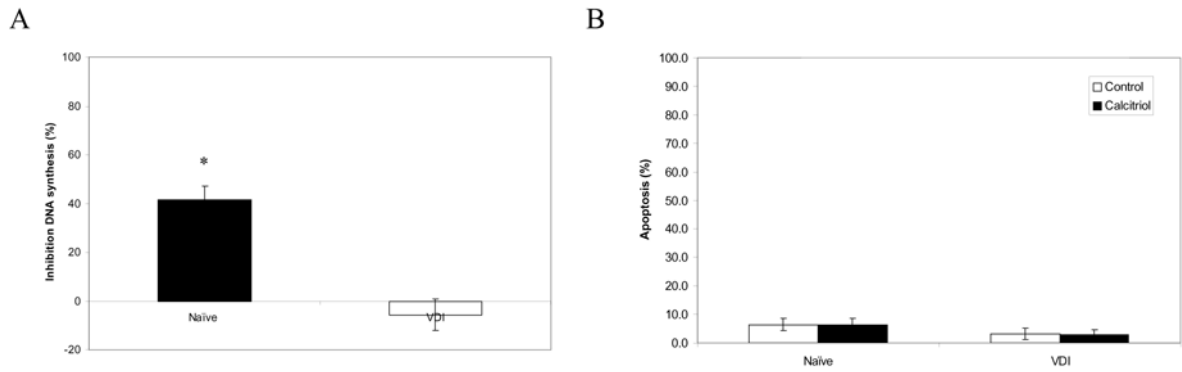 A
Inhibition DNA synthesis (%)
100
80
60
40
20
0
-20
*
Naïve
VDI
B
Apoptosis (%)
100.0
90.0
80.0
70.0
60.0
50.0
40.0
30.0
20.0
10.0
0.0
Control
Calcitriol
Naïve
VDI